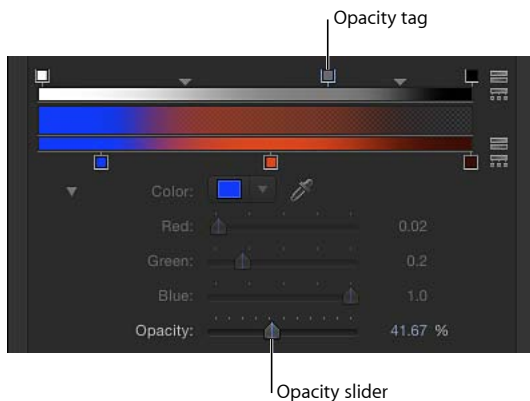 Opacity tag
Color:
Red: 0.02
Green: 0.2
Blue: 1.0
Opacity: 41.67 %
Opacity slider